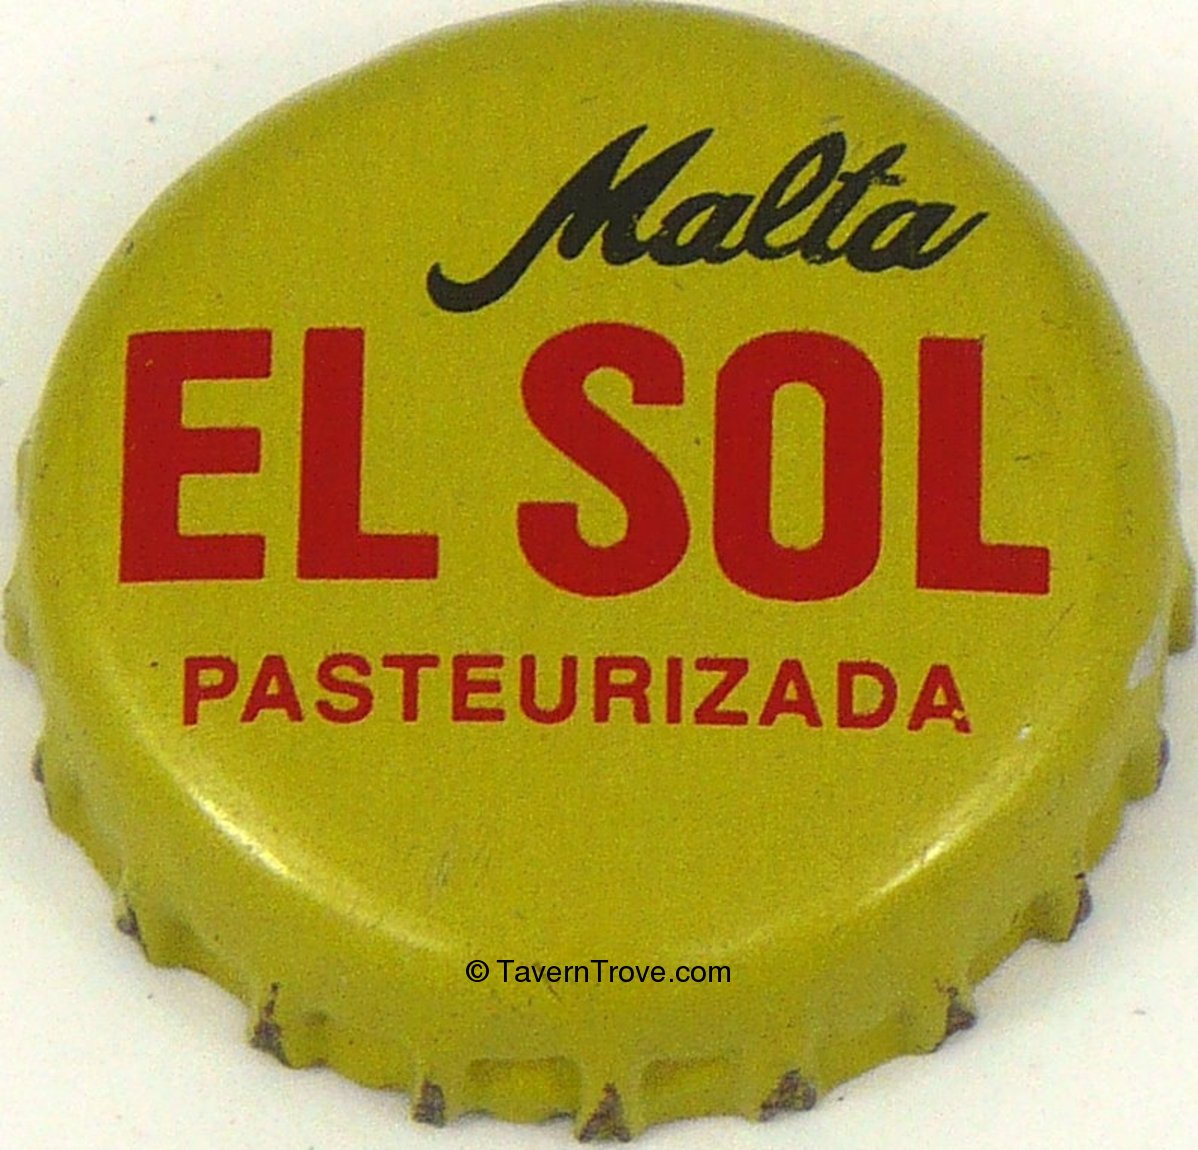 Malta
EL SOL
PASTEURIZADA
© TavernTrove.com